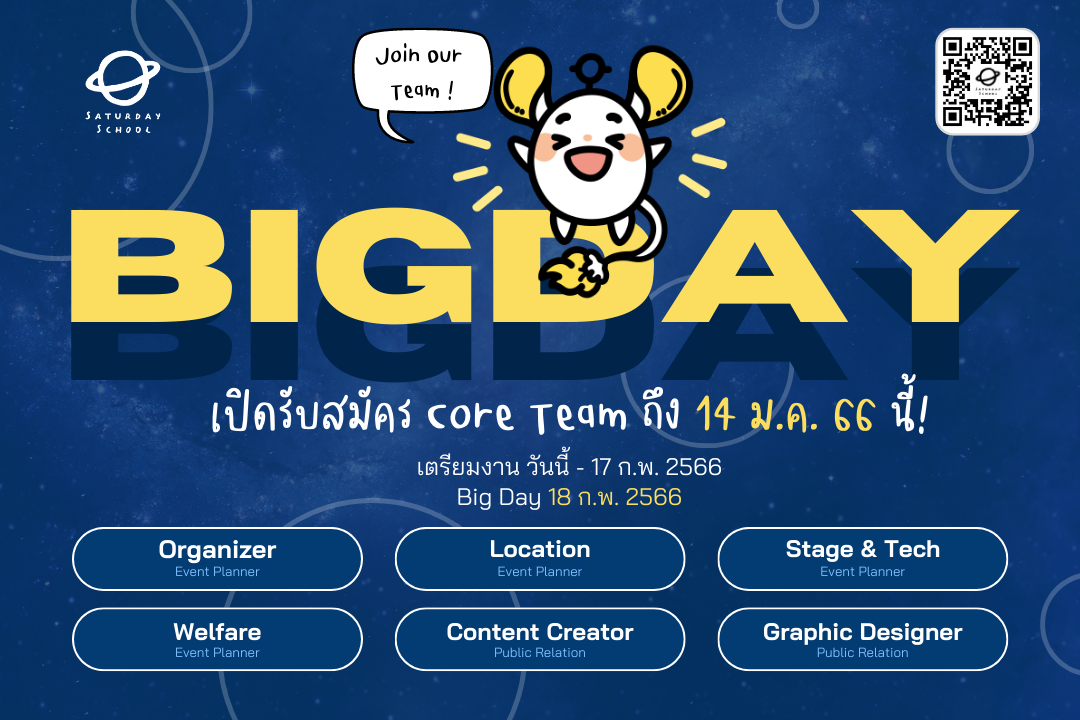 SATURDAY
SCHOOL
Join our
Team !
SATURDAY
SCHOOL
BIGDAY
BIGDAY
เปิดรับสมัคร core Team ถึง 14 ม.ค. 66 นี้!
เตรียมงาน วันนี้ - 17 ก.พ. 2566
Big Day 18 ก.พ. 2566
Organizer
Event Planner
Location
Event Planner
Stage & Tech
Event Planner
Welfare
Event Planner
Content Creator
Public Relation
Graphic Designer
Public Relation